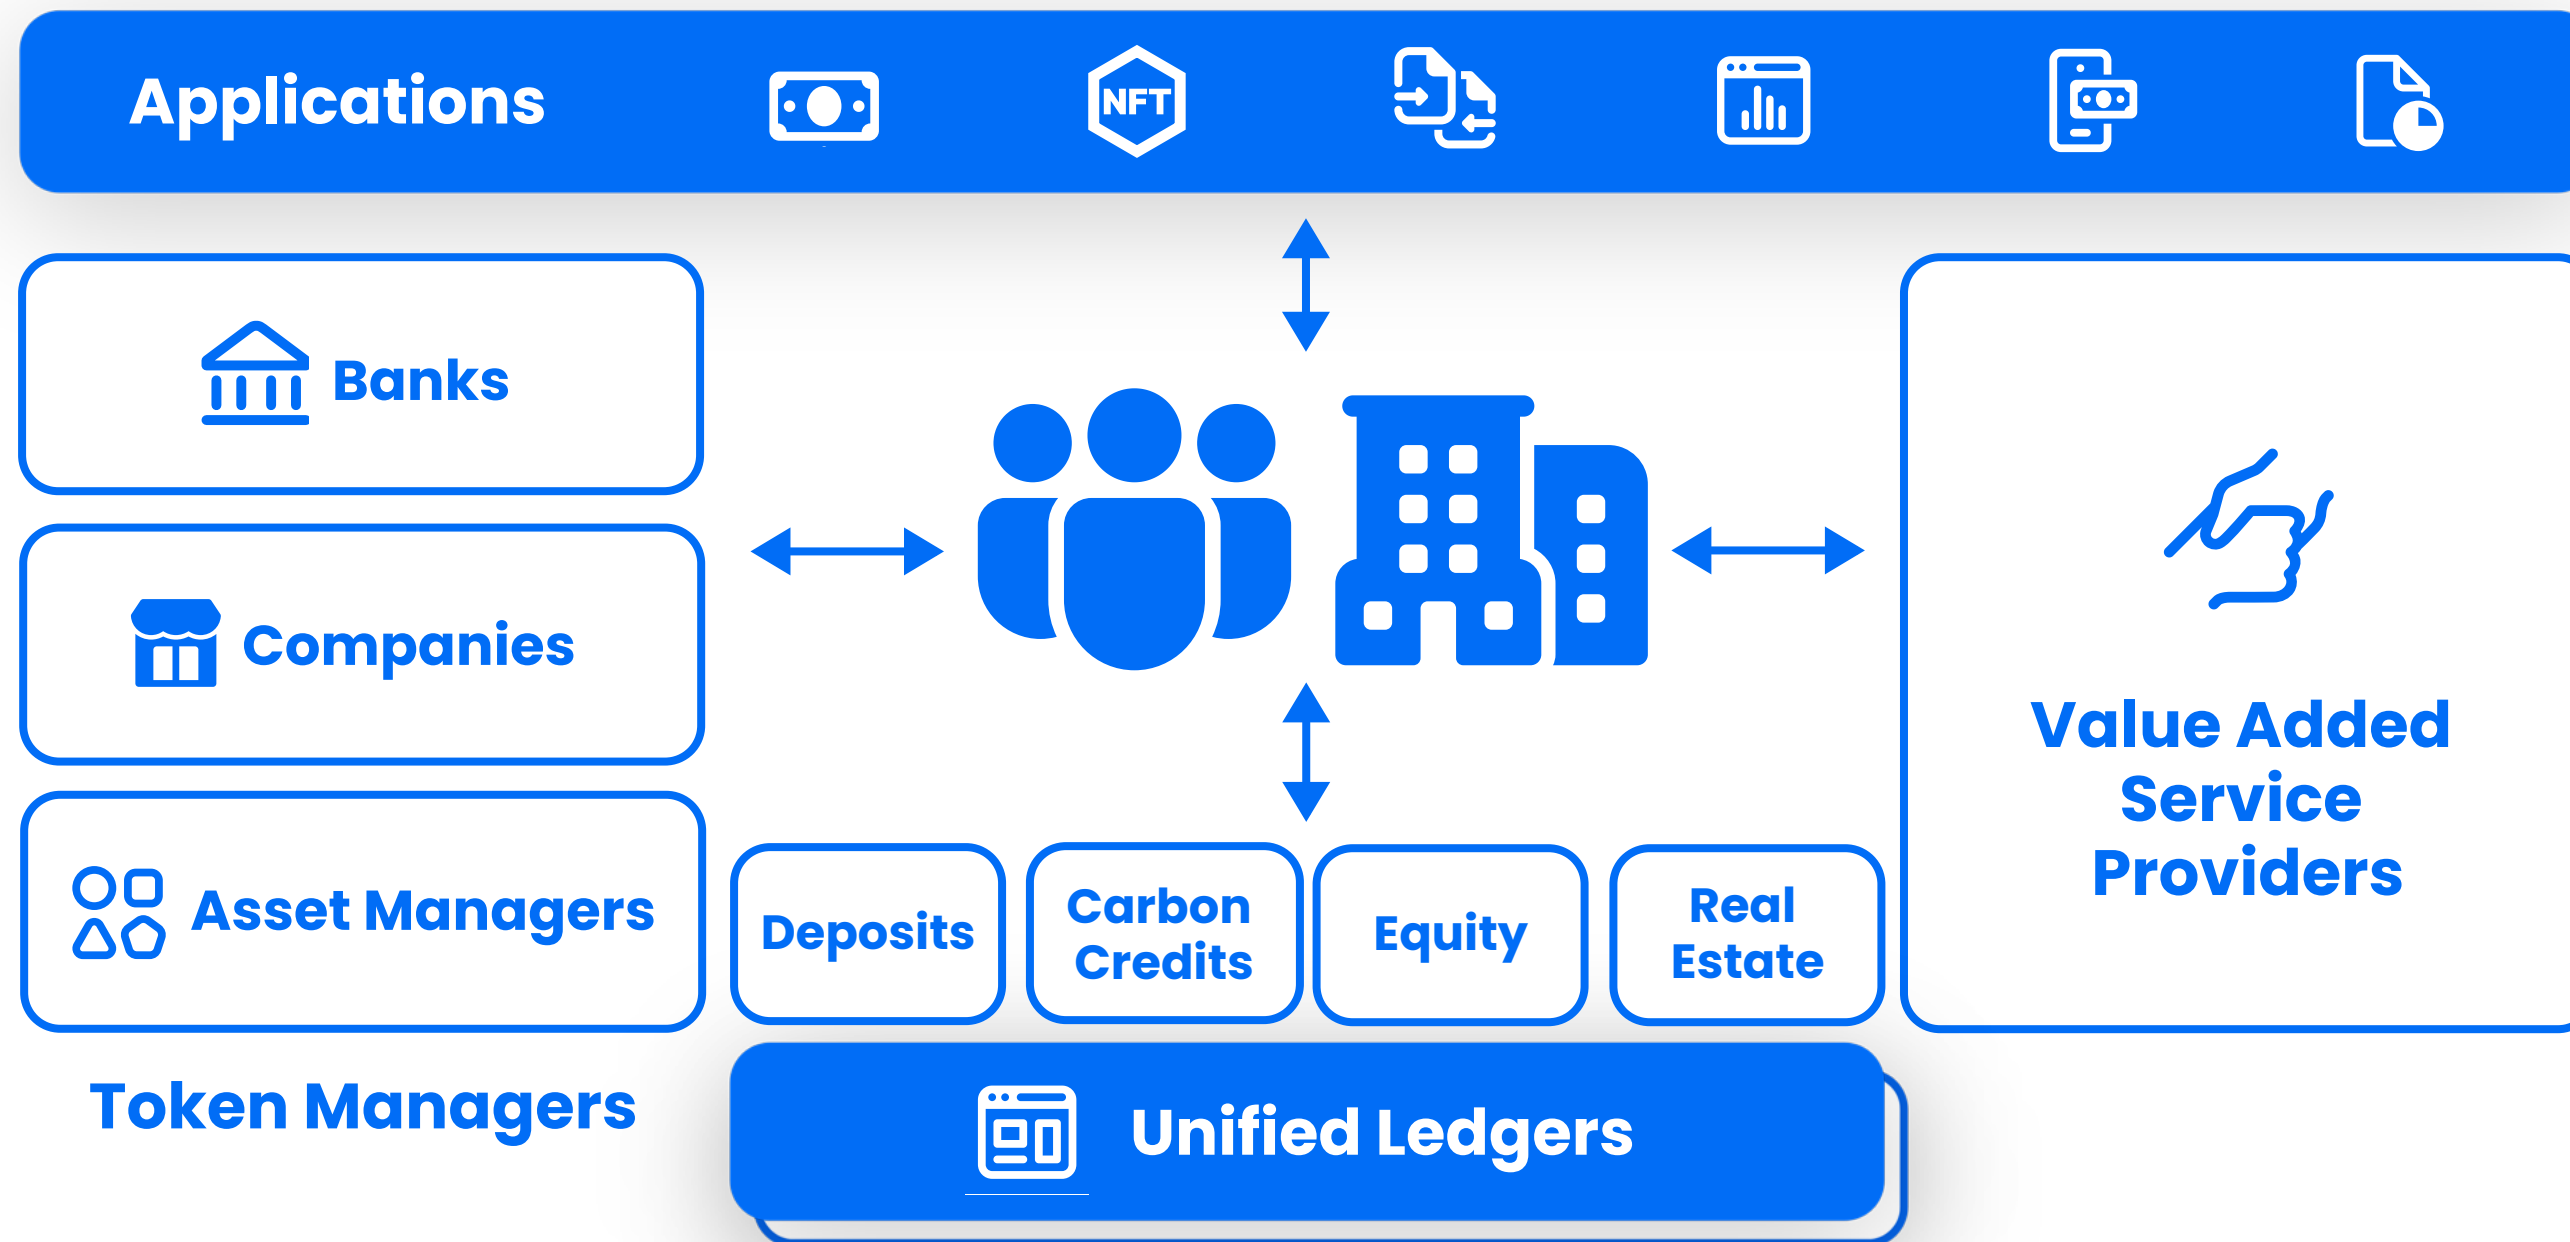 Applications
NFT
Banks
Companies
Asset Managers
Token Managers
Deposits
Carbon
Credits
Equity
Real
Estate
Unified Ledgers
Value Added
Service
Providers